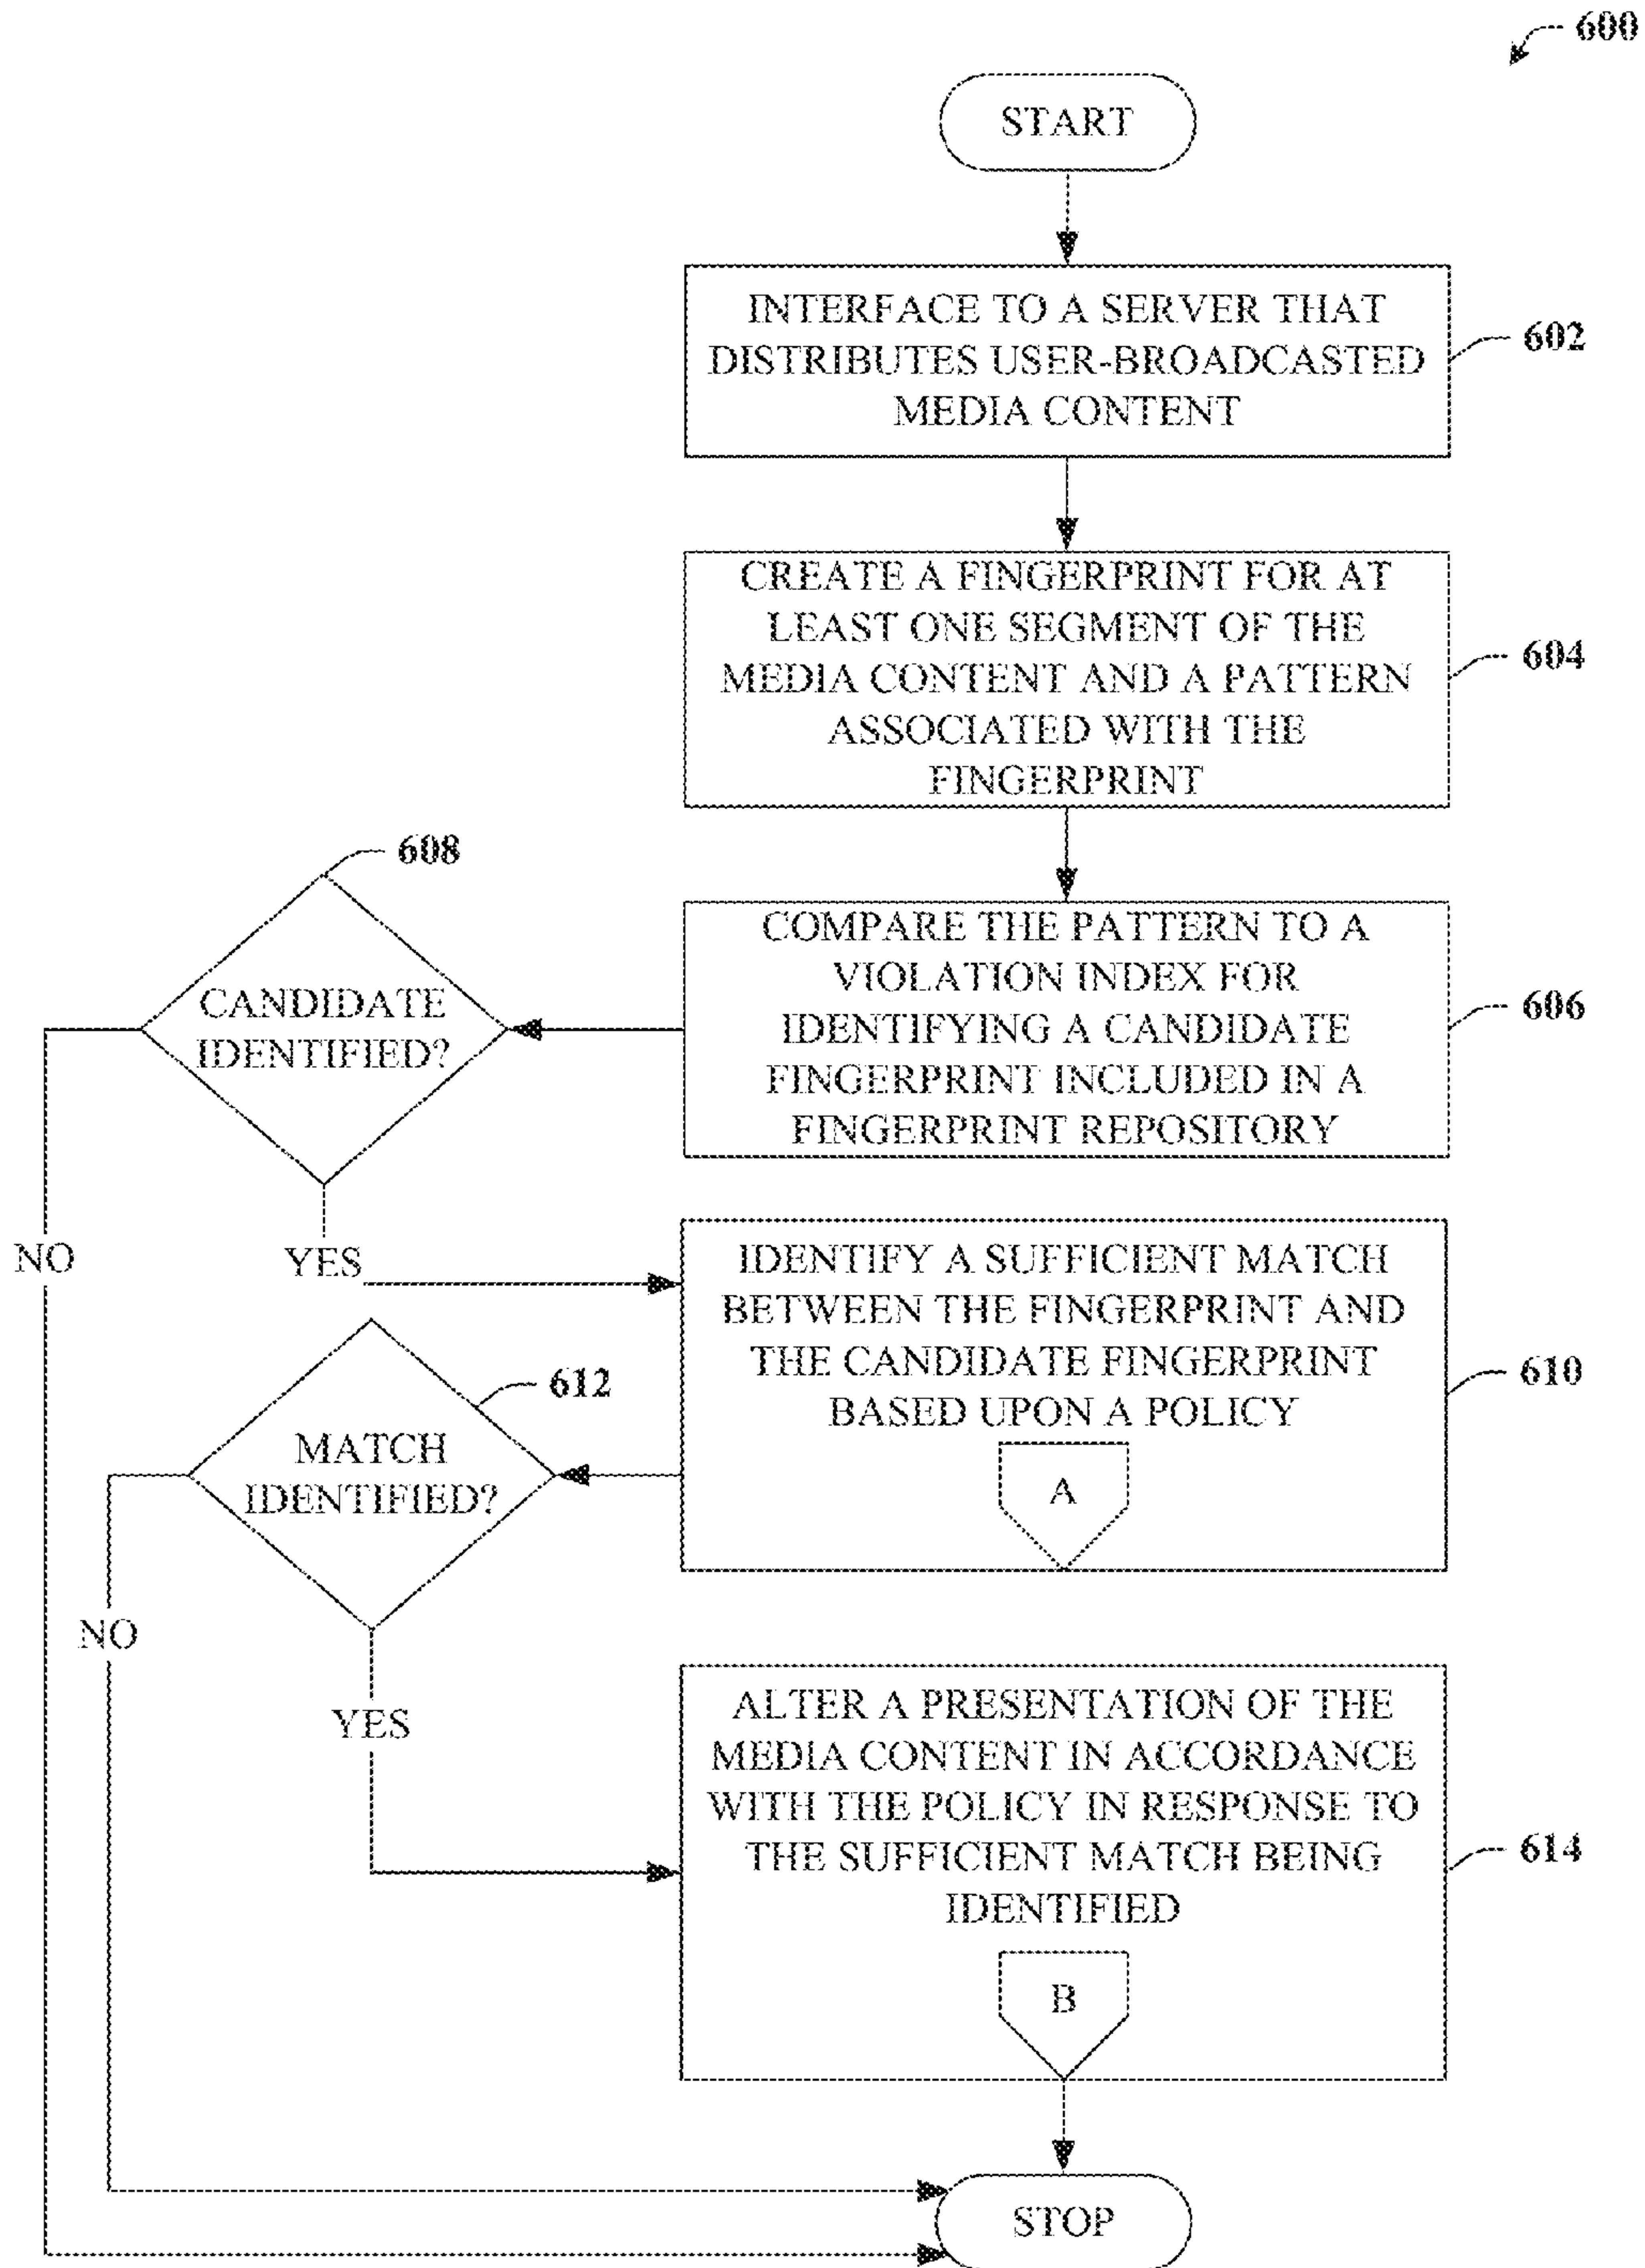 600
START
INTERFACE TO A SERVER THAT
DISTRIBUTES USER-BROADCASTED
MEDIA CONTENT
602
CREATE A FINGERPRINT FOR AT
LEAST ONE SEGMENT OF THE
MEDIA CONTENT AND A PATTERN
ASSOCIATED WITH THE
FINGERPRINT
604
COMPARE THE PATTERN TO A
VIOLATION INDEX FOR
IDENTIFYING A CANDIDATE
FINGERPRINT INCLUDED IN A
FINGERPRINT REPOSITORY
606
608
CANDIDATE
IDENTIFIED?
NO
YES
IDENTIFY A SUFFICIENT MATCH
BETWEEN THE FINGERPRINT AND
THE CANDIDATE FINGERPRINT
BASED UPON A POLICY
A
610
612
MATCH
IDENTIFIED?
NO
YES
ALTER A PRESENTATION OF THE
MEDIA CONTENT IN ACCORDANCE
WITH THE POLICY IN RESPONSE TO
THE SUFFICIENT MATCH BEING
IDENTIFIED
B
614
STOP